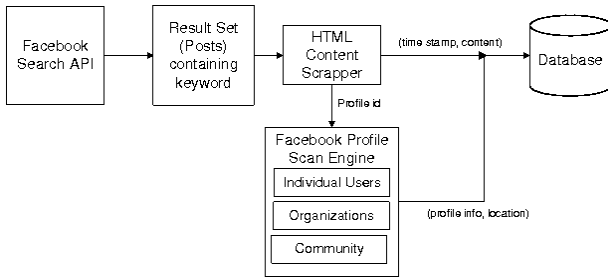 Facebook
Search API
Result Set
(Posts)
containing
keyword
HTML
Content
Scrapper
(time stamp, content)
Database
Profile id
Facebook Profile
Scan Engine
Individual Users
Organizations
Community
(profile info, location)